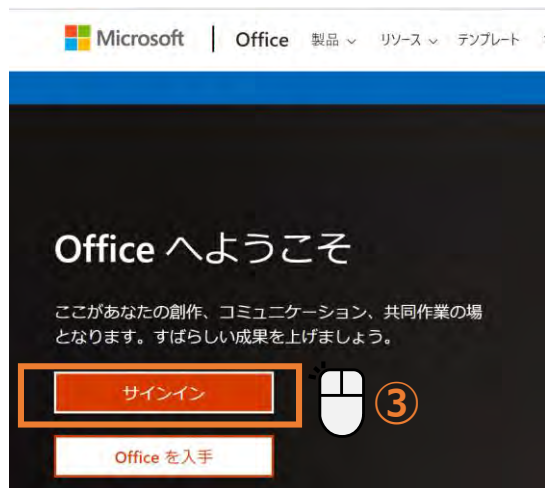 Microsoft | Office 製品 リソース テンプレート
Office へようこそ
ここがあなたの創作、コミュニケーション、共同作業の場
となります。すばらしい成果を上げましょう。
サインイン
③
Office を入手